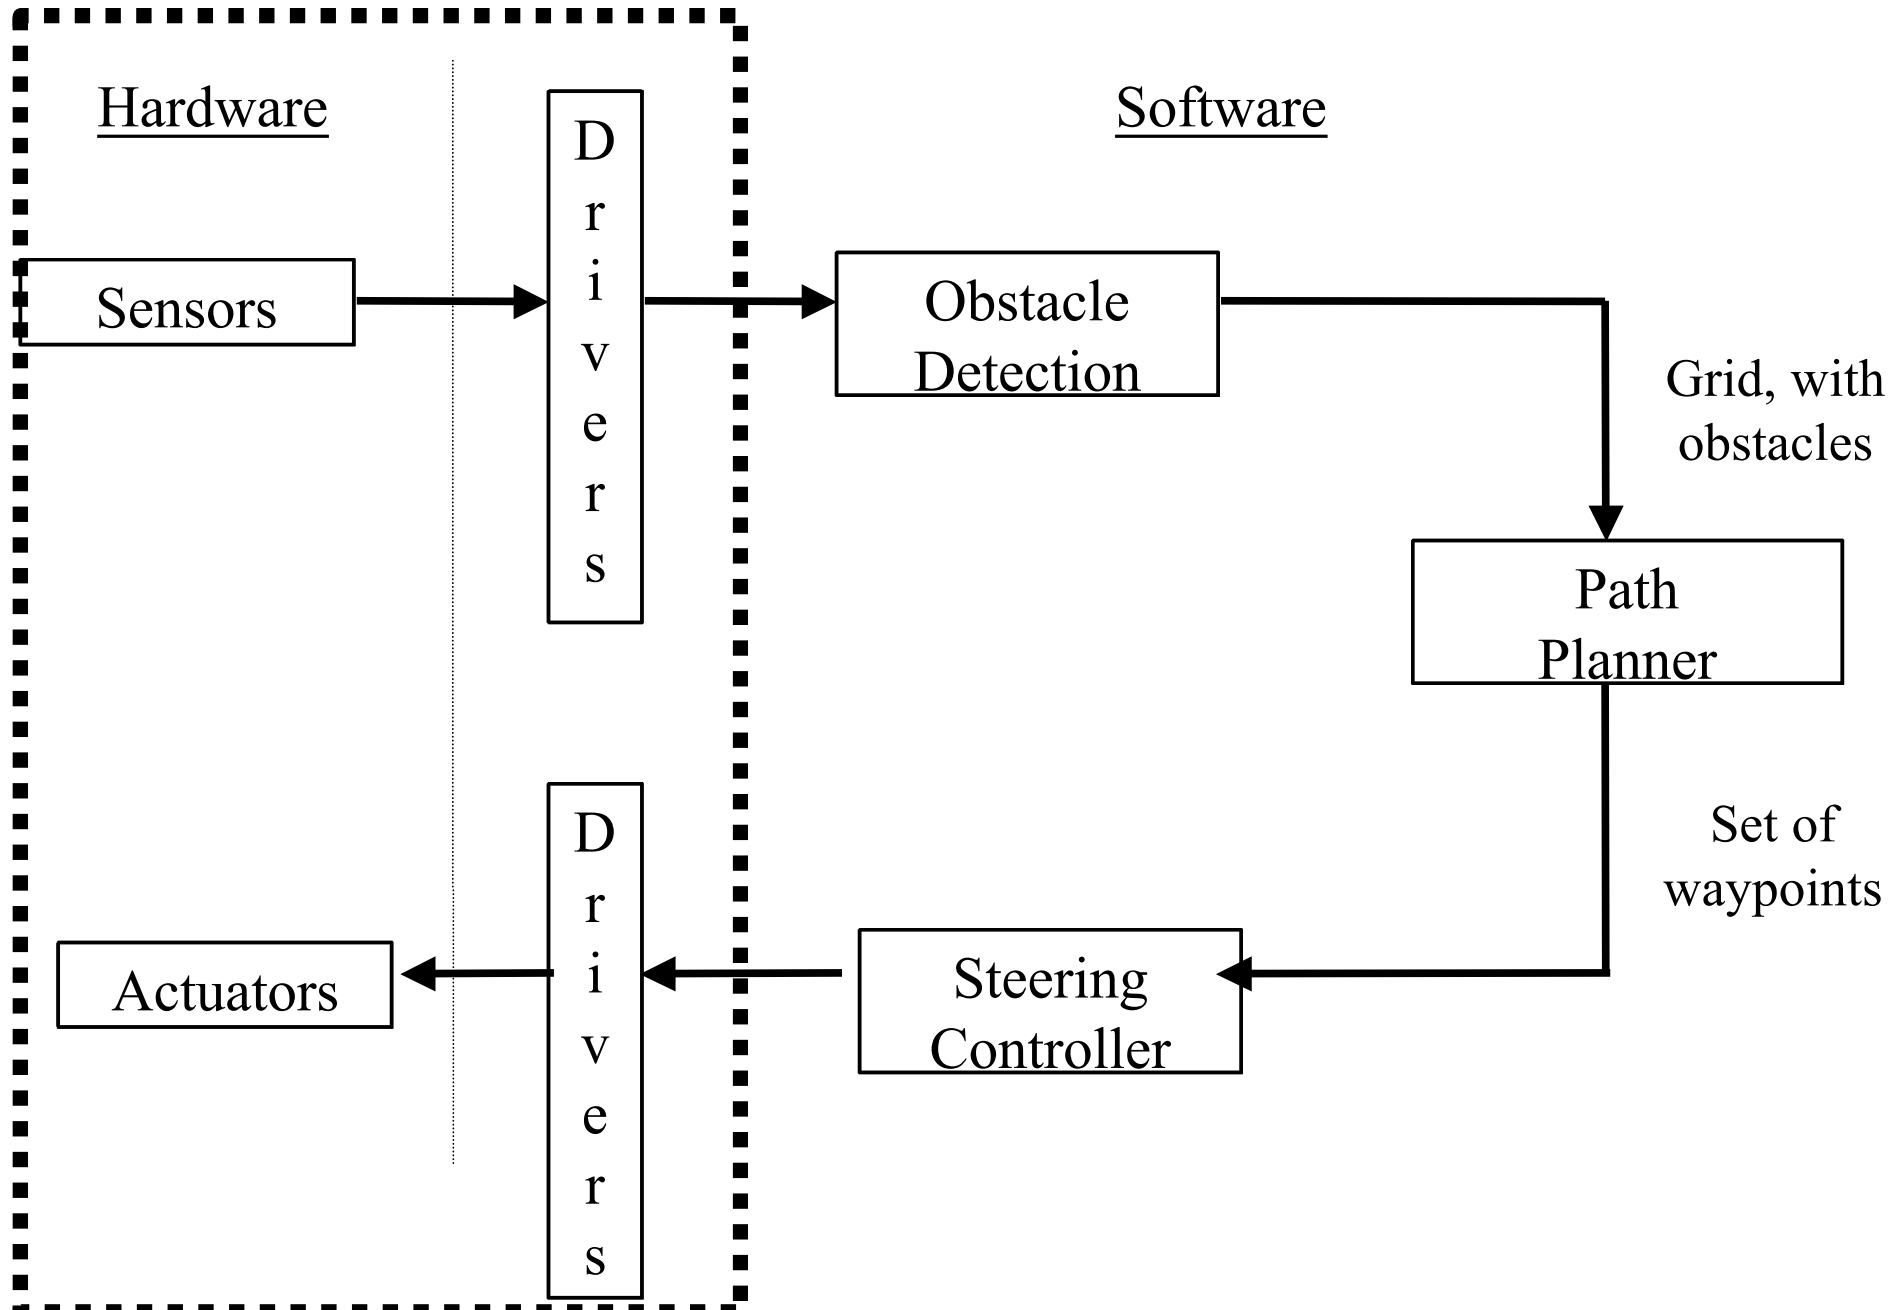 Hardware
Software
D
r
i
v
e
r
s
Sensors
Obstacle
Detection
Grid, with
obstacles
Path
Planner
D
r
i
v
e
r
s
Set of
waypoints
Actuators
Steering
Controller